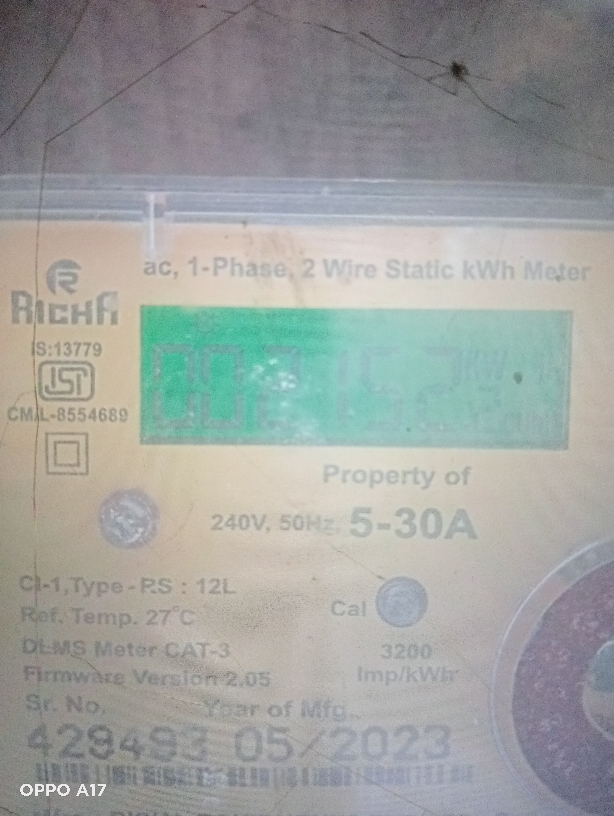 ac, 1-Phase, 2 Wire Static kWh Meter
RICHA
IS:13779
ISI
CM/L-8554689
002152
Property of
240V, 50Hz, 5-30A
Cl-1,Type-PS : 12L
Ref. Temp. 27°C
Cal
DLMS Meter CAT-3
3200
Imp/kWh
Firmware Version 2.05
Sr. No.
Year of Mfg.
429493 05/2023
OPPO A17